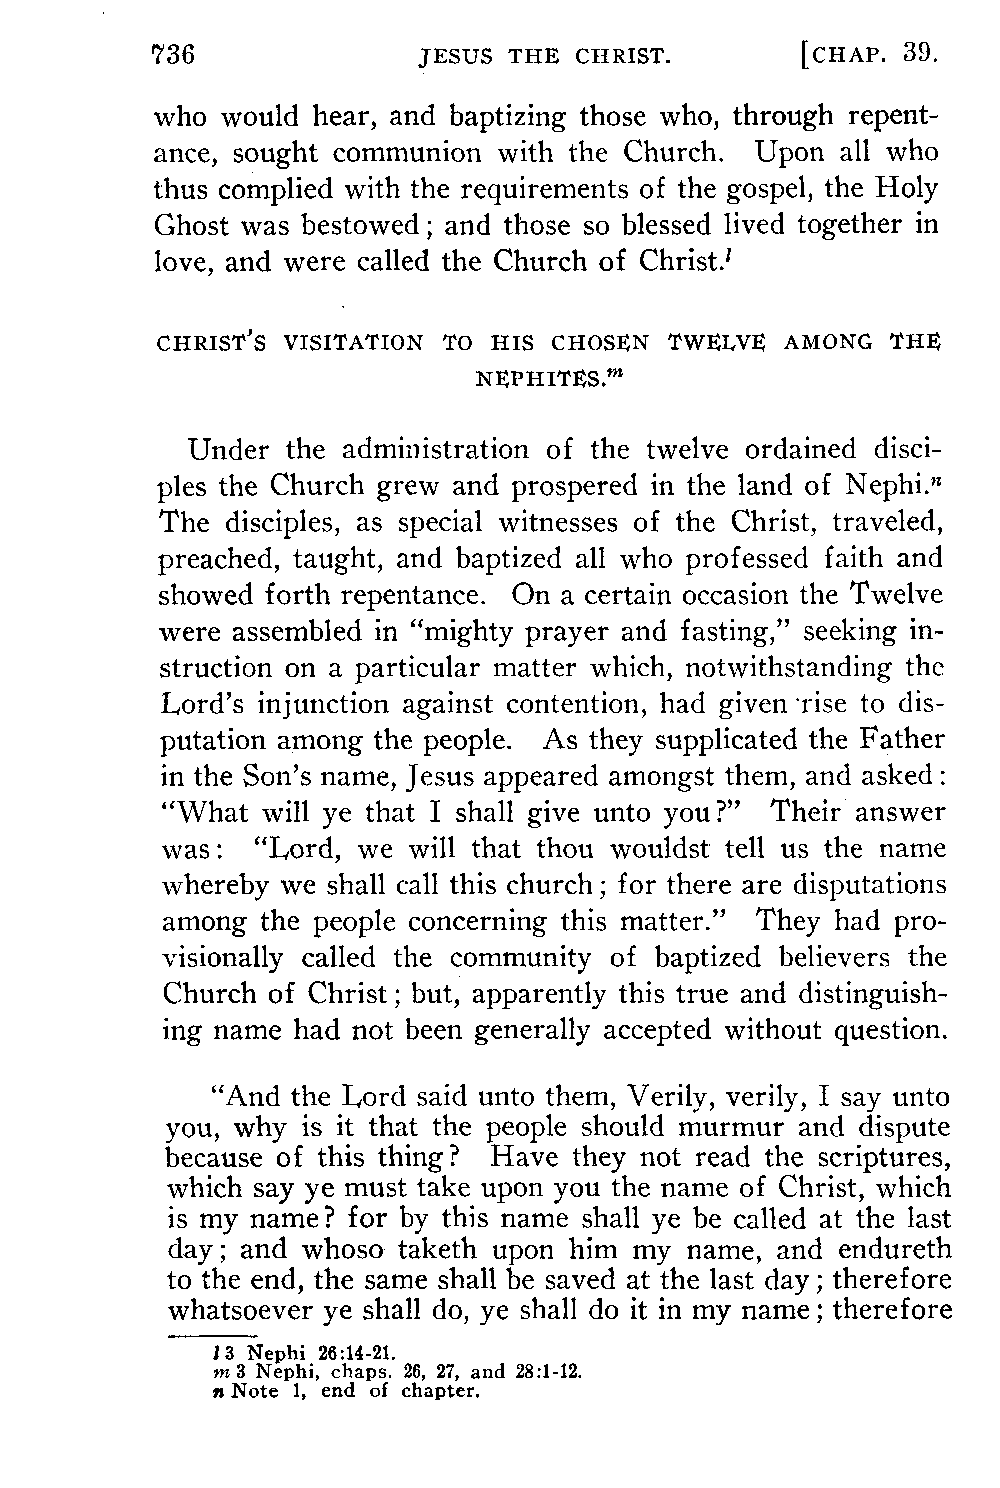 736 JESUS THE CHRIST. [CHAP. 39.
who would hear, and baptizing those who, through repent-
ance, sought communion with the Church. Upon all who
thus complied with the requirements of the gospel, the Holy
Ghost was bestowed; and those so blessed lived together in
love, and were called the Church of Christ.l
CHRIST'S VISITATION TO HIS CHOSEN TWELVE AMONG THE
NEPHITES.m
Under the administration of the twelve ordained disci-
ples the Church grew and prospered in the land of Nephi.n
The disciples, as special witnesses of the Christ, traveled,
preached, taught, and baptized all who professed faith and
showed forth repentance. On a certain occasion the Twelve
were assembled in “mighty prayer and fasting,” seeking in-
struction on a particular matter which, notwithstanding the
Lord's injunction against contention, had given rise to dis-
putation among the people. As they supplicated the Father
in the Son's name, Jesus appeared amongst them, and asked:
“What will ye that I shall give unto you?” Their answer
was: “Lord, we will that thou wouldst tell us the name
whereby we shall call this church; for there are disputations
among the people concerning this matter.” They had pro-
visionally called the community of baptized believers the
Church of Christ; but, apparently this true and distinguish-
ing name had not been generally accepted without question.
“And the Lord said unto them, Verily, verily, I say unto
you, why is it that the people should murmur and dispute
because of this thing? Have they not read the scriptures,
which say ye must take upon you the name of Christ, which
is my name? for by this name shall ye be called at the last
day; and whoso taketh upon him my name, and endureth
to the end, the same shall be saved at the last day; therefore
whatsoever ye shall do, ye shall do it in my name; therefore
l 3 Nephi 26:14-21.
m 3 Nephi, chaps. 26, 27, and 28:1-12.
n Note 1, end of chapter.